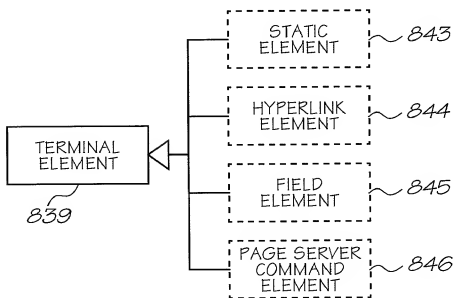 STATIC
ELEMENT
843
HYPERLINK
ELEMENT
844
TERMINAL
ELEMENT
839
FIELD
ELEMENT
845
PAGE SERVER
COMMAND
ELEMENT
846